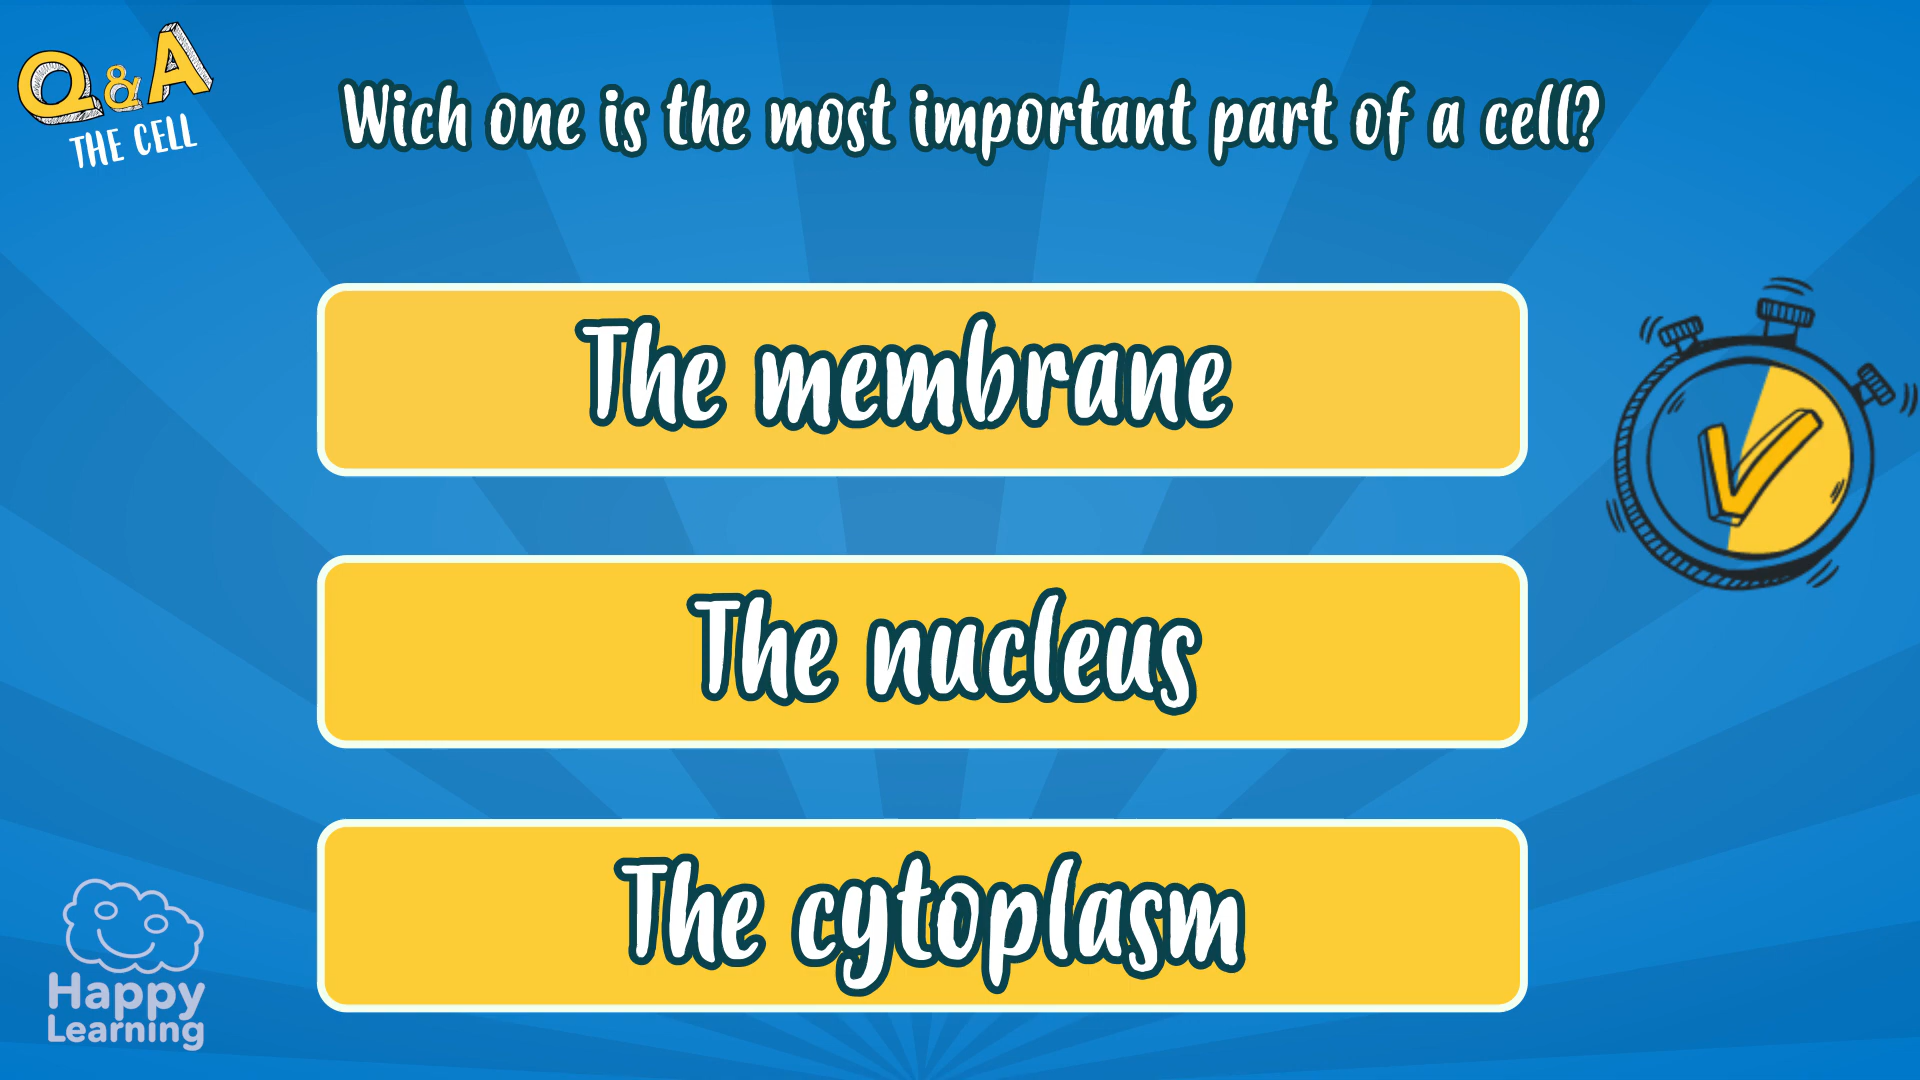 Q&A
THE CELL
Wich one is the most important part of a cell?
The membrane
The nucleus
The cytoplasm
Happy
Learning